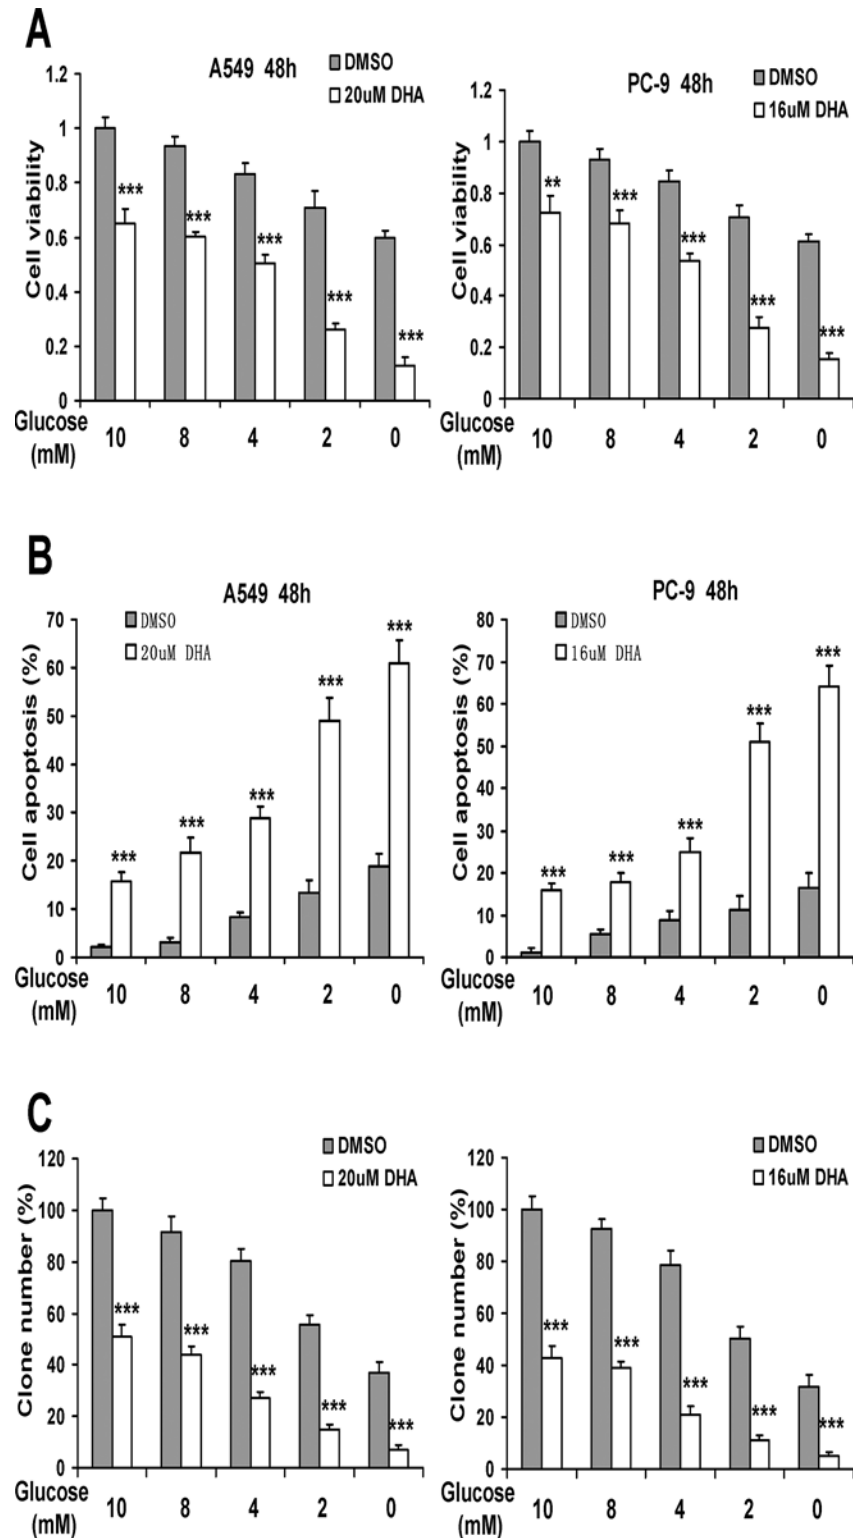 A
A549 48h
DMSO
20uM DHA
Cell viability
1.2
1
0.8
0.6
0.4
0.2
0
***
***
***
***
***
Glucose
(mM)
10 8 4 2 0
PC-9 48h
DMSO
16uM DHA
Cell viability
1.2
1
0.8
0.6
0.4
0.2
0
**
***
***
***
***
Glucose
(mM)
10 8 4 2 0
B
A549 48h
DMSO
20uM DHA
Cell apoptosis (%)
70
60
50
40
30
20
10
0
***
***
***
***
***
Glucose
(mM)
10 8 4 2 0
PC-9 48h
DMSO
16uM DHA
Cell apoptosis (%)
80
70
60
50
40
30
20
10
0
***
***
***
***
***
Glucose
(mM)
10 8 4 2 0
C
DMSO
20uM DHA
Clone number (%)
120
100
80
60
40
20
0
***
***
***
***
***
Glucose
(mM)
10 8 4 2 0
DMSO
16uM DHA
Clone number (%)
120
100
80
60
40
20
0
***
***
***
***
***
Glucose
(mM)
10 8 4 2 0